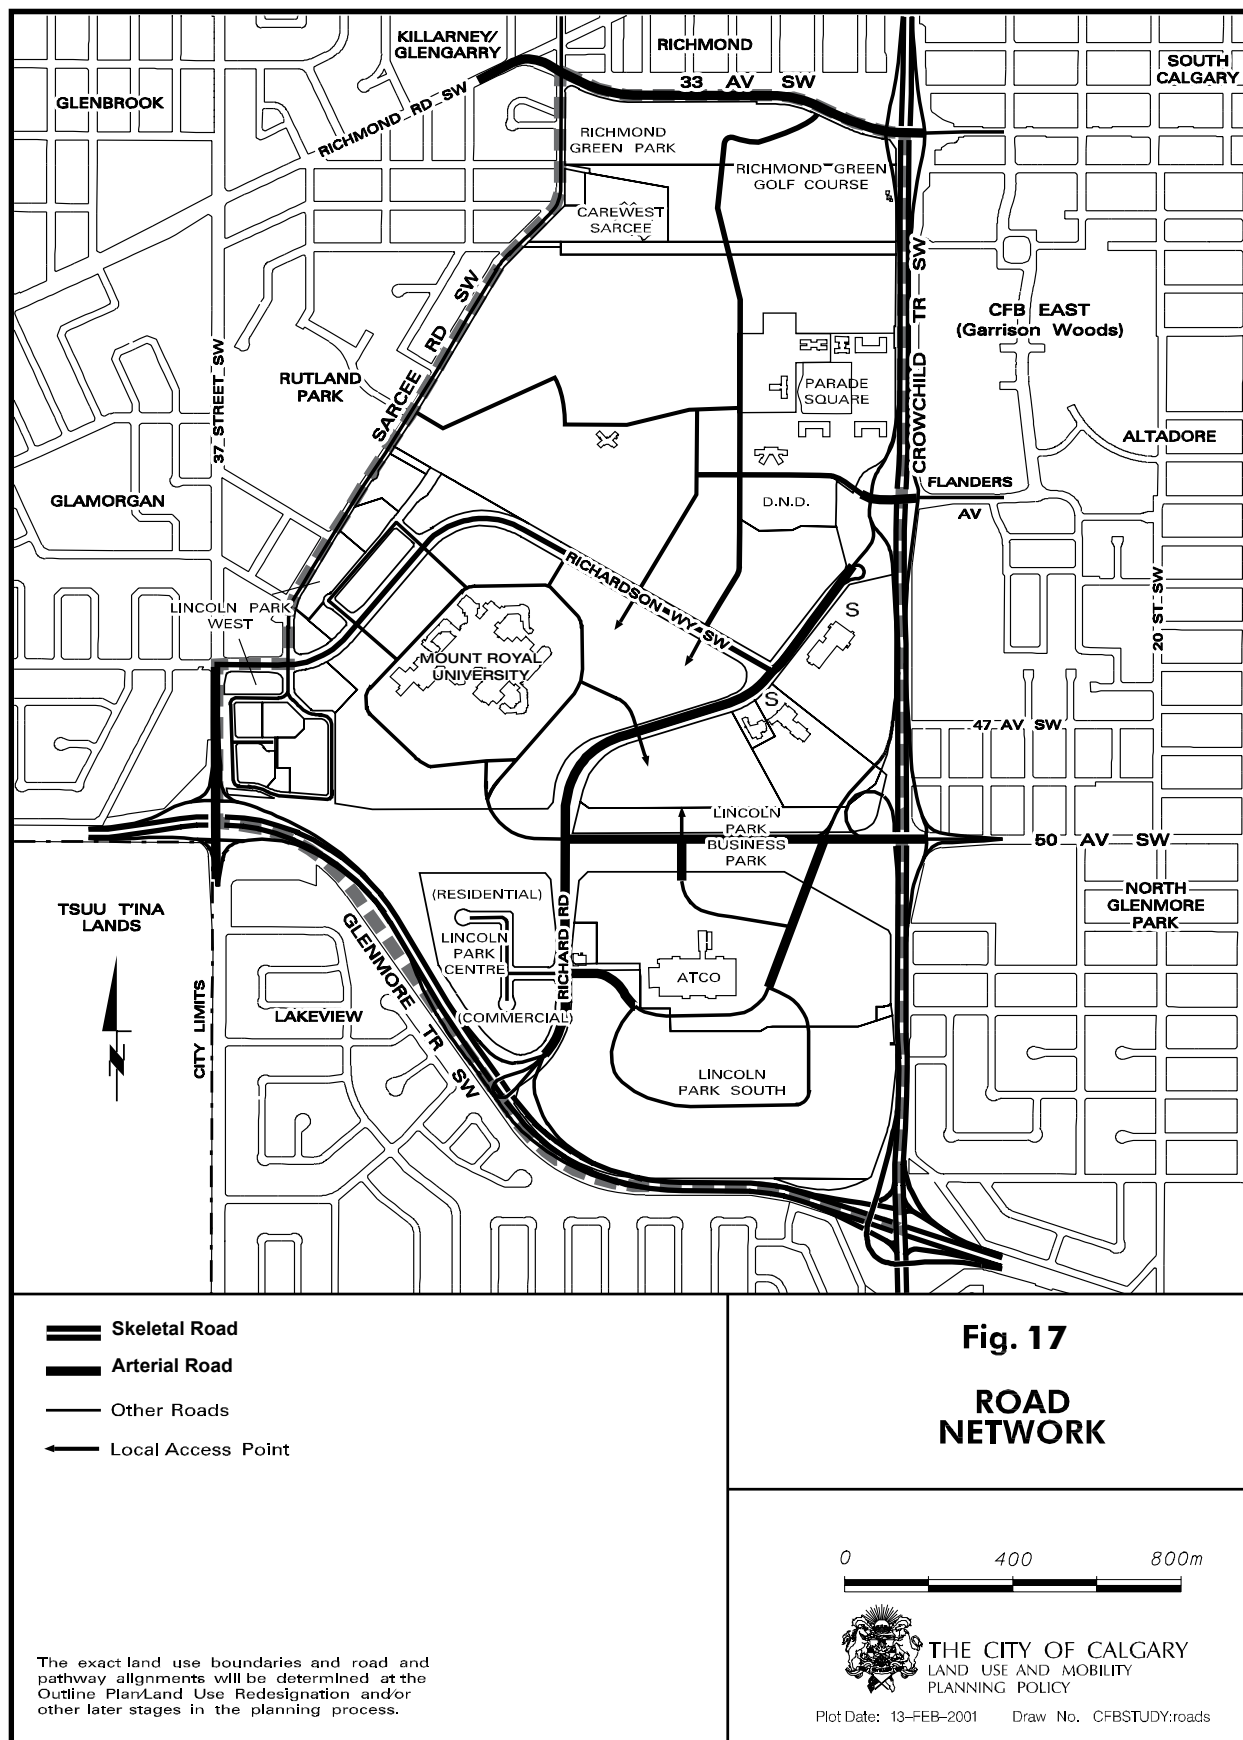 KILLARNEY/
GLENGARRY
RICHMOND
SOUTH
CALGARY
GLENBROOK
33 AV SW
RICHMOND RD SW
RICHMOND
GREEN PARK
RICHMOND GREEN
GOLF COURSE
CAREWEST
SARCEE
SARCEE RD SW
CROWCHILD TR SW
CFB EAST
(Garrison Woods)
37 STREET SW
RUTLAND
PARK
PARADE
SQUARE
ALTADORE
GLAMORGAN
D.N.D.
FLANDERS
AV
RICHARDSON WY SW
20 ST SW
LINCOLN PARK
WEST
S
MOUNT ROYAL
UNIVERSITY
S
47 AV SW
LINCOLN
PARK
BUSINESS
PARK
50 AV SW
TSUU T'INA
LANDS
(RESIDENTIAL)
LINCOLN
PARK
CENTRE
(COMMERCIAL)
RICHARD RD
ATCO
NORTH
GLENMORE
PARK
GLENMORE TR SW
CITY LIMITS
LAKEVIEW
N
LINCOLN
PARK SOUTH
Skeletal Road
Arterial Road
Other Roads
Local Access Point
Fig. 17
ROAD
NETWORK
0 400 800m
THE CITY OF CALGARY
LAND USE AND MOBILITY
PLANNING POLICY
Plot Date: 13-FEB-2001 Draw No. CFBSTUDY:roads
The exact land use boundaries and road and
pathway alignments will be determined at the
Outline Plan/Land Use Redesignation and/or
other later stages in the planning process.